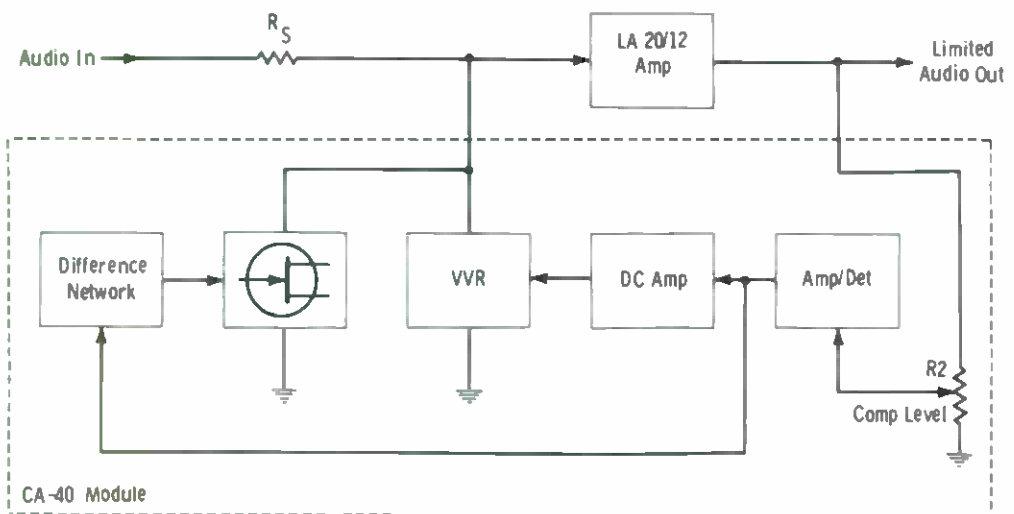 R_S
Audio In
LA 20/12
Amp
Limited
Audio Out
Difference
Network
VVR
DC Amp
Amp/Det
R2
Comp Level
CA-40 Module